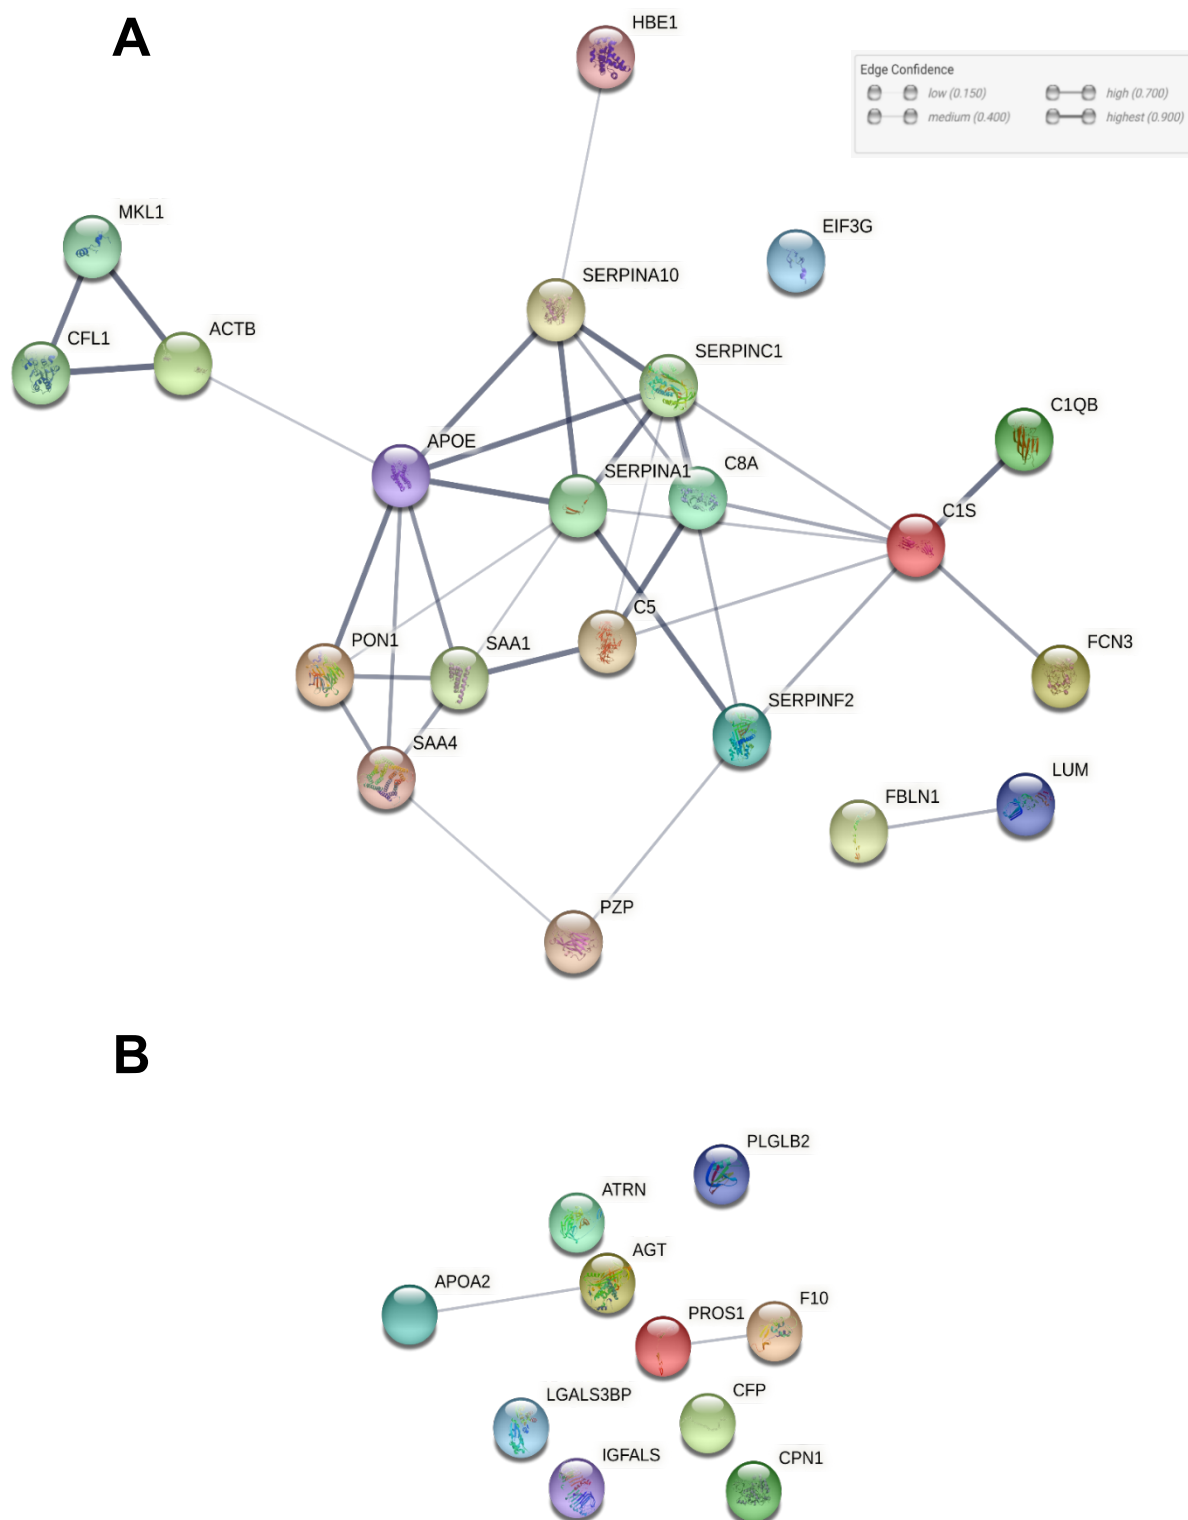 A
HBE1
Edge Confidence
low (0.150)
high (0.700)
medium (0.400)
highest (0.900)
MKL1
EIF3G
SERPINA10
CFL1
ACTB
SERPINC1
C1QB
APOE
SERPINA1
C8A
C1S
C5
PON1
SAA1
FCN3
SERPINF2
SAA4
LUM
FBLN1
PZP
B
PLGLB2
ATRN
AGT
APOA2
F10
PROS1
LGALS3BP
CFP
IGFALS
CPN1